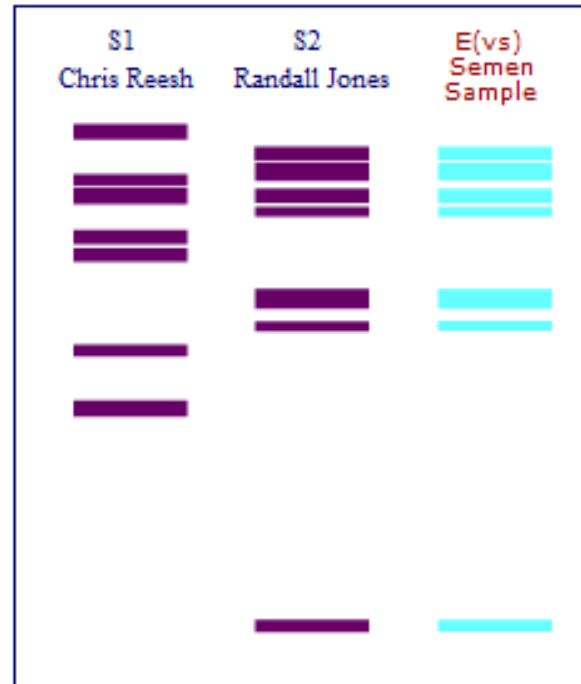 S1
Chris Reesh
S2
Randall Jones
E(vs)
Semen
Sample